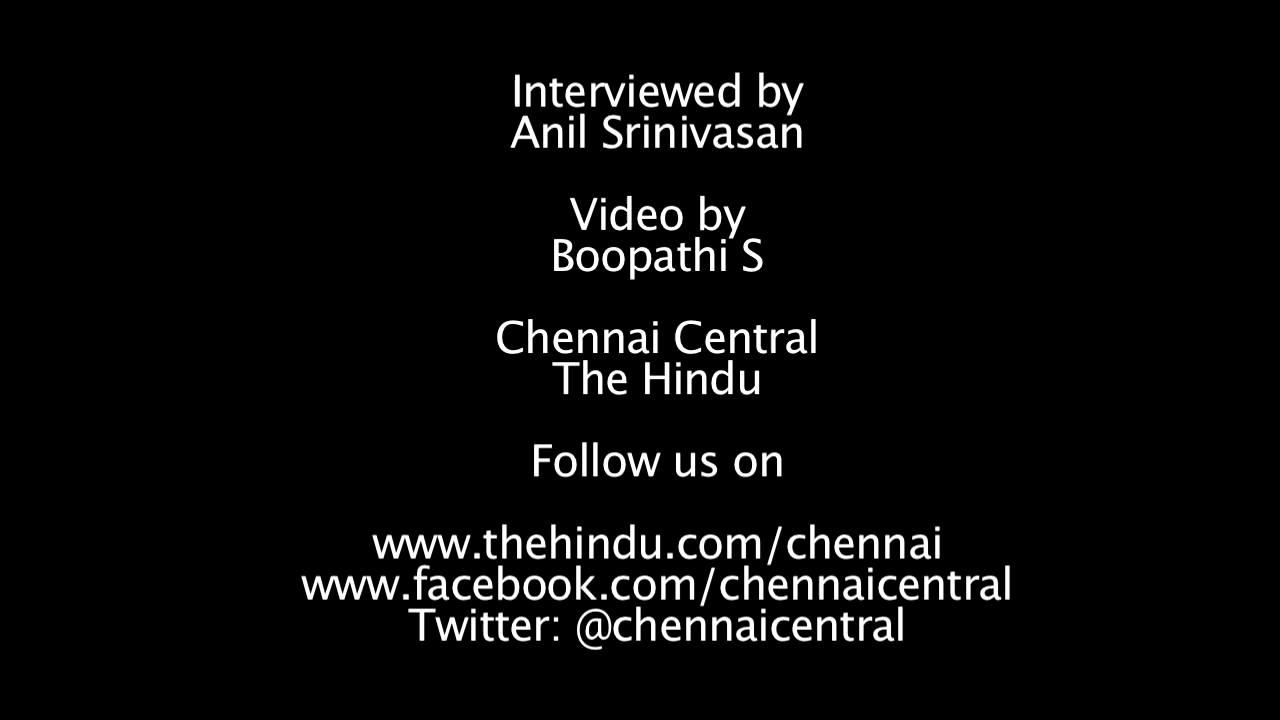 Interviewed by
Anil Srinivasan
Video by
Boopathi S
Chennai Central
The Hindu
Follow us on
www.thehindu.com/chennai
www.facebook.com/chennaicentral
Twitter: @chennaicentral